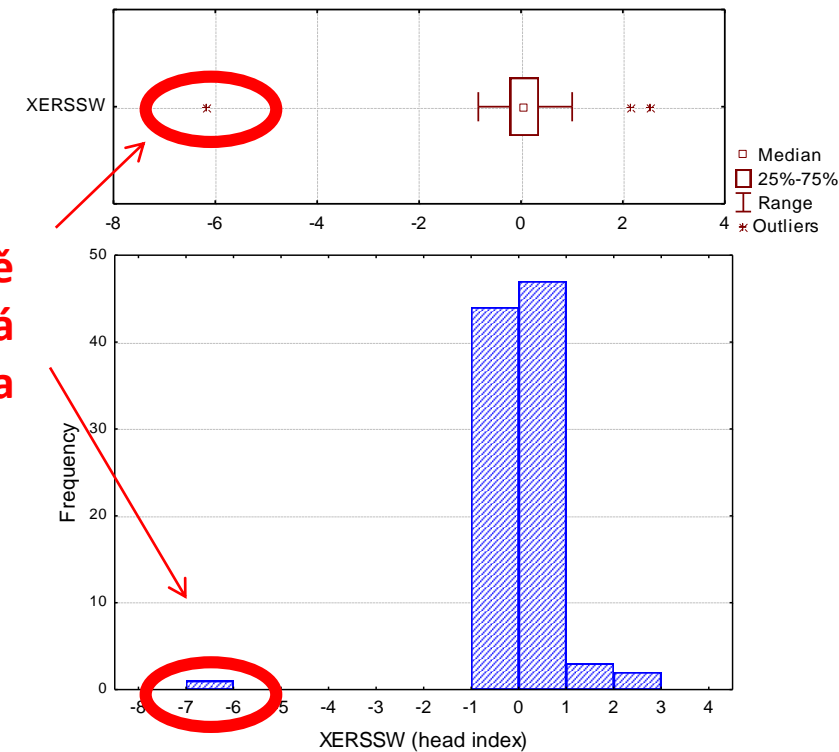 XERSSW
-8 -6 -4 -2 0 2 4
Median
25%-75%
Range
Outliers
ě
á
a
50
40
30
20
10
0
Frequency
-8 -7 -6 5 -4 -3 -2 -1 0 1 2 3 4
XERSSW (head index)